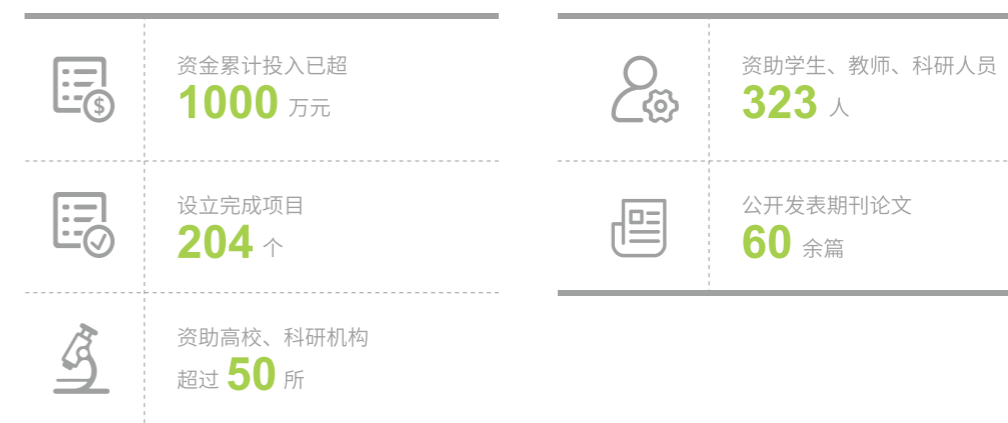 资金累计投入已超
1000 万元
设立完成项目
204 个
资助高校、科研机构
超过 50 所
资助学生、教师、科研人员
323 人
公开发表期刊论文
60 余篇